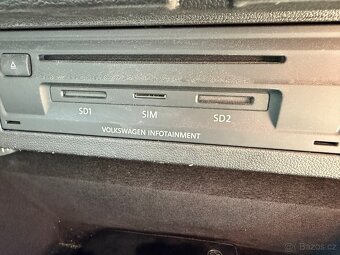 SD1 SIM SD2
VOLKSWAGEN INFOTAINMENT
Bazos.cz